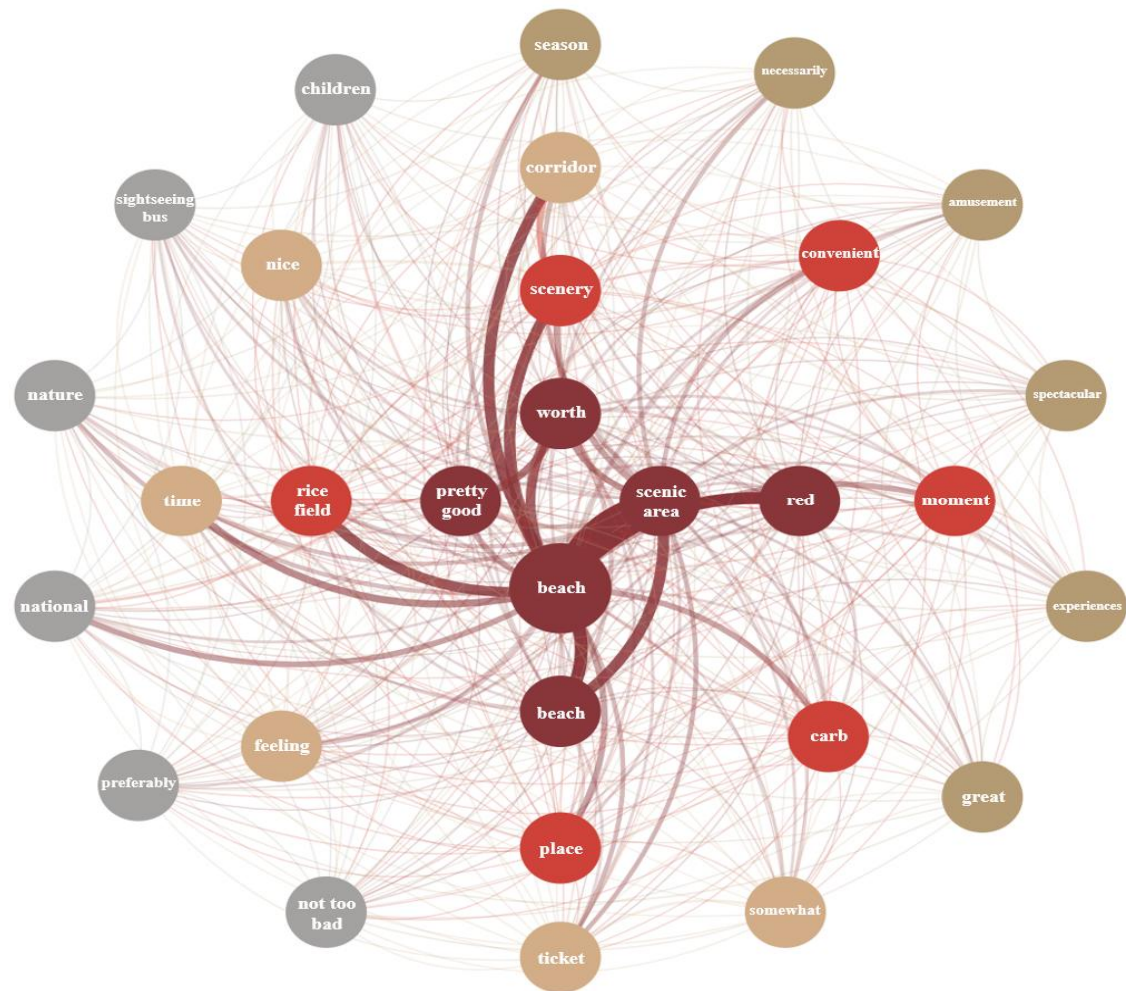 season
necessarily
children
corridor
sightseeing
bus
amusement
nice
convenient
scenery
nature
spectacular
worth
time
rice
field
pretty
good
scenic
area
red
moment
beach
national
experiences
beach
feeling
carb
preferably
great
place
not too
bad
somewhat
ticket